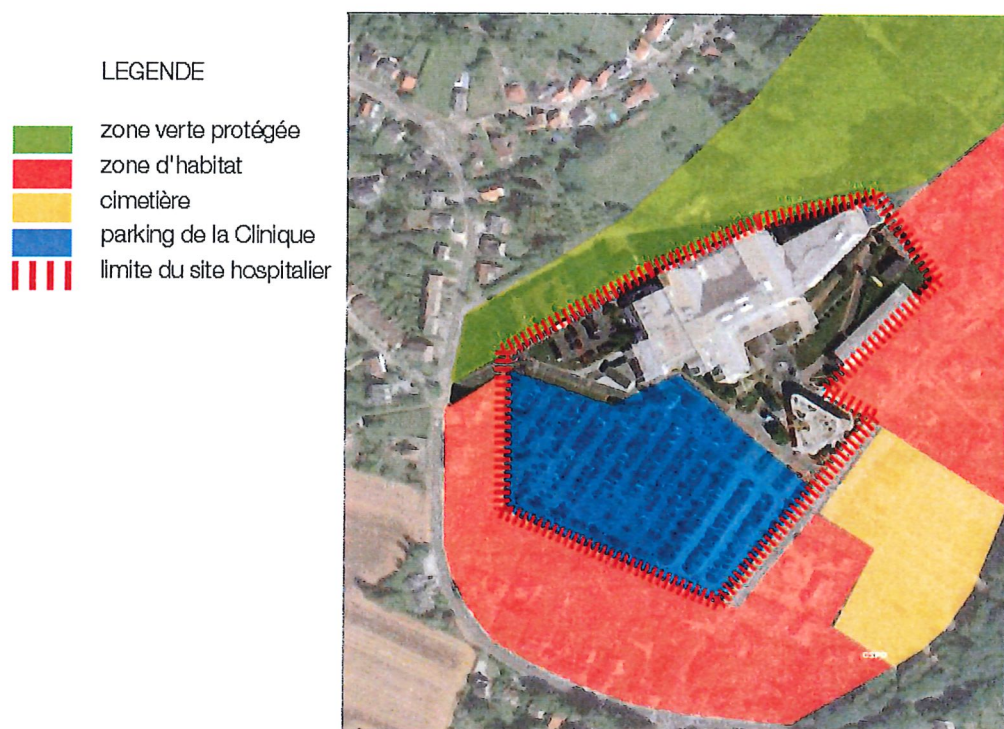 LEGENDE
zone verte protégée
zone d'habitat
cimetière
parking de la Clinique
limite du site hospitalier